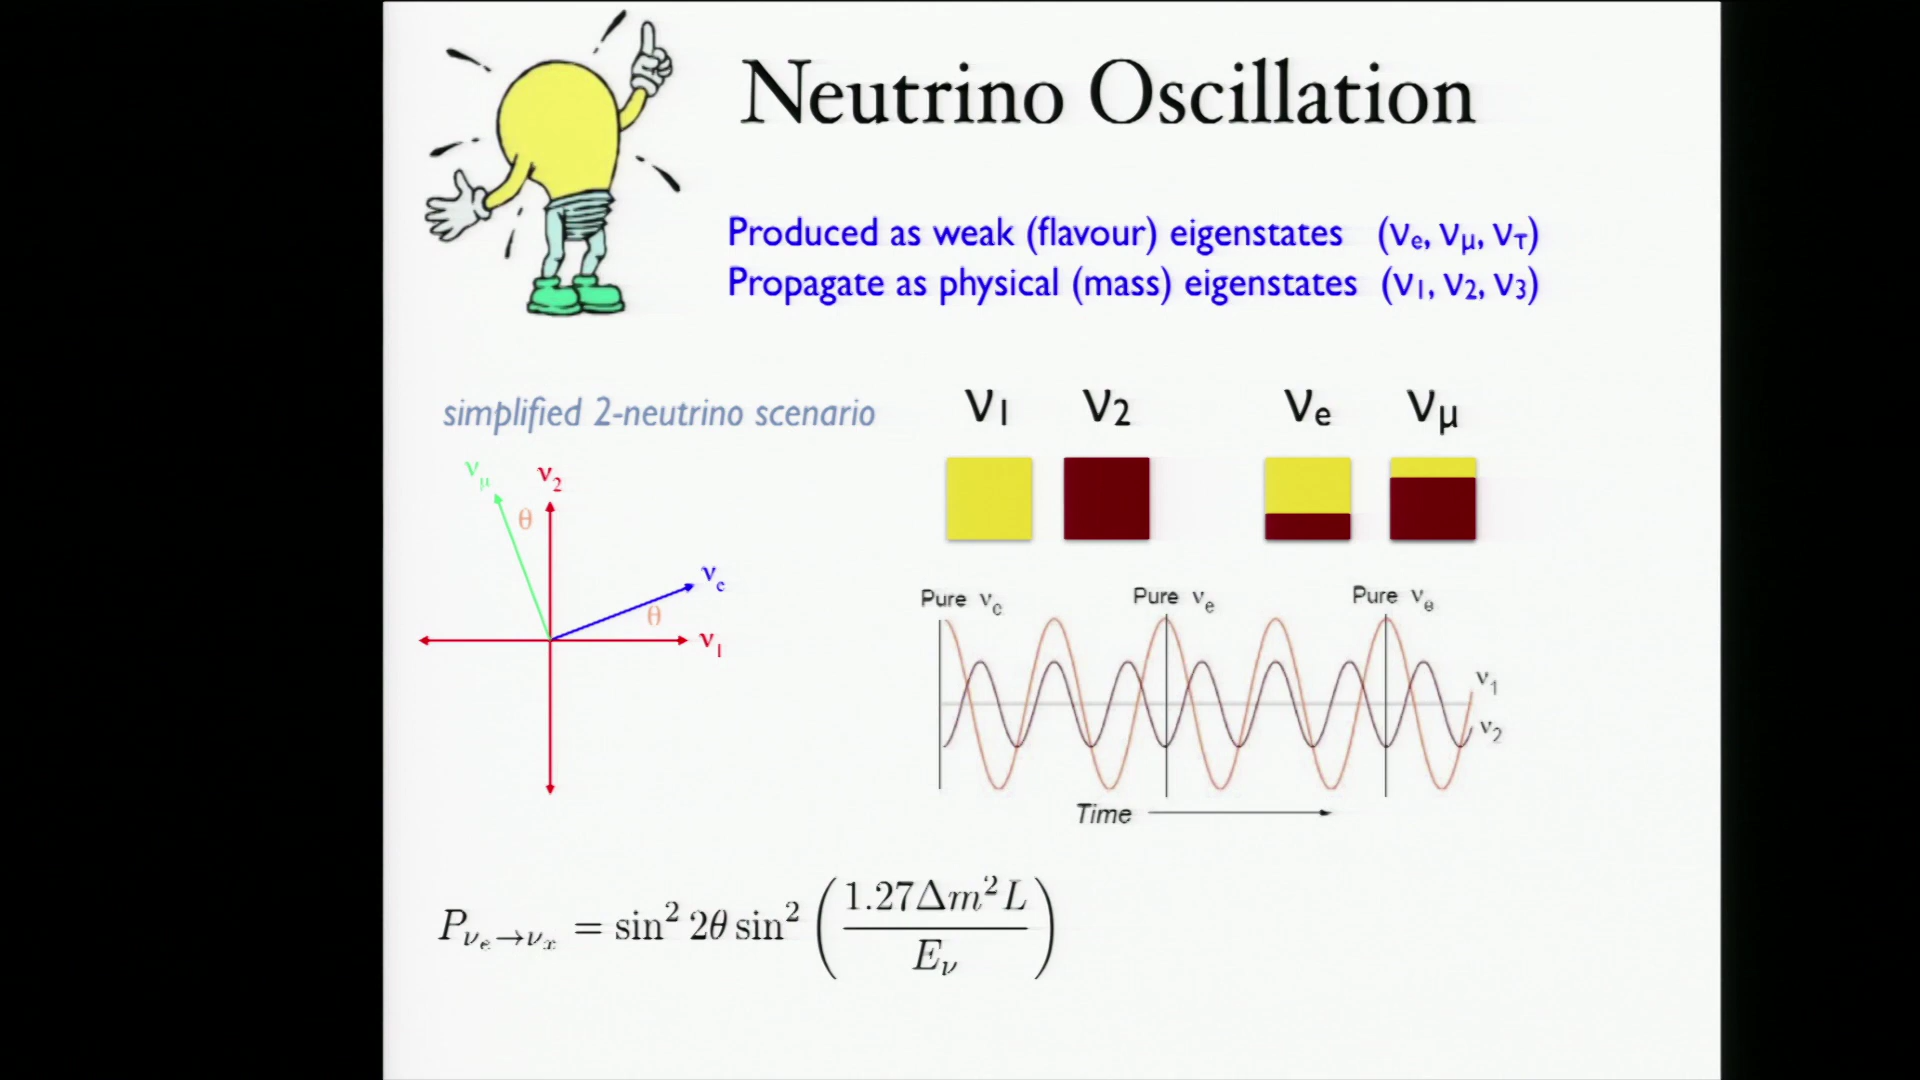 Neutrino Oscillation
Produced as weak (flavour) eigenstates (νe, νμ, ντ)
Propagate as physical (mass) eigenstates (ν1, ν2, ν3)
simplified 2-neutrino scenario
ν1 ν2 νe νμ
νμ ν2
θ
νe
θ
ν1
Pure νe Pure νe Pure νe
ν1
ν2
Time
P_{νe→νx} = sin² 2θ sin² (1.27Δm²L / Eν)